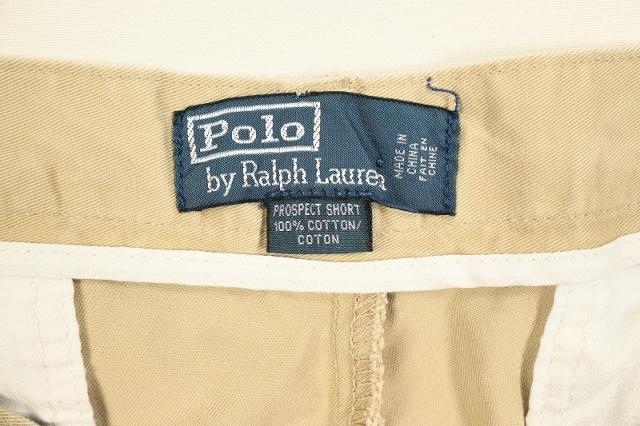 Polo
by Ralph Lauren
MADE IN
CHINA
FAIT EN
CHINE
PROSPECT SHORT
100% COTTON/
COTON